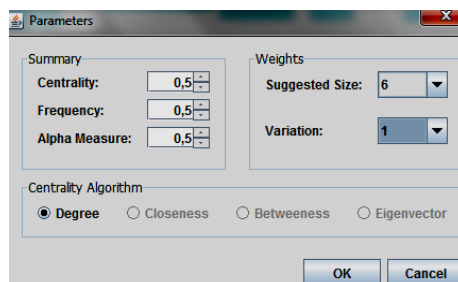 Parameters
Summary
Centrality: 0,5
Frequency: 0,5
Alpha Measure: 0,5
Weights
Suggested Size: 6
Variation: 1
Centrality Algorithm
Degree Closeness Betweeness Eigenvector
OK Cancel